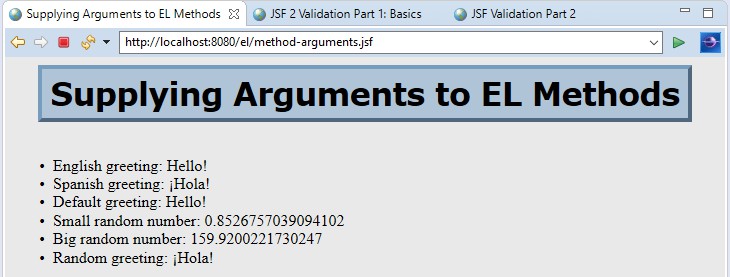 Supplying Arguments to EL Methods
JSF 2 Validation Part 1: Basics
JSF Validation Part 2
http://localhost:8080/el/method-arguments.jsf
Supplying Arguments to EL Methods
• English greeting: Hello!
• Spanish greeting: ¡Hola!
• Default greeting: Hello!
• Small random number: 0.8526757039094102
• Big random number: 159.9200221730247
• Random greeting: ¡Hola!